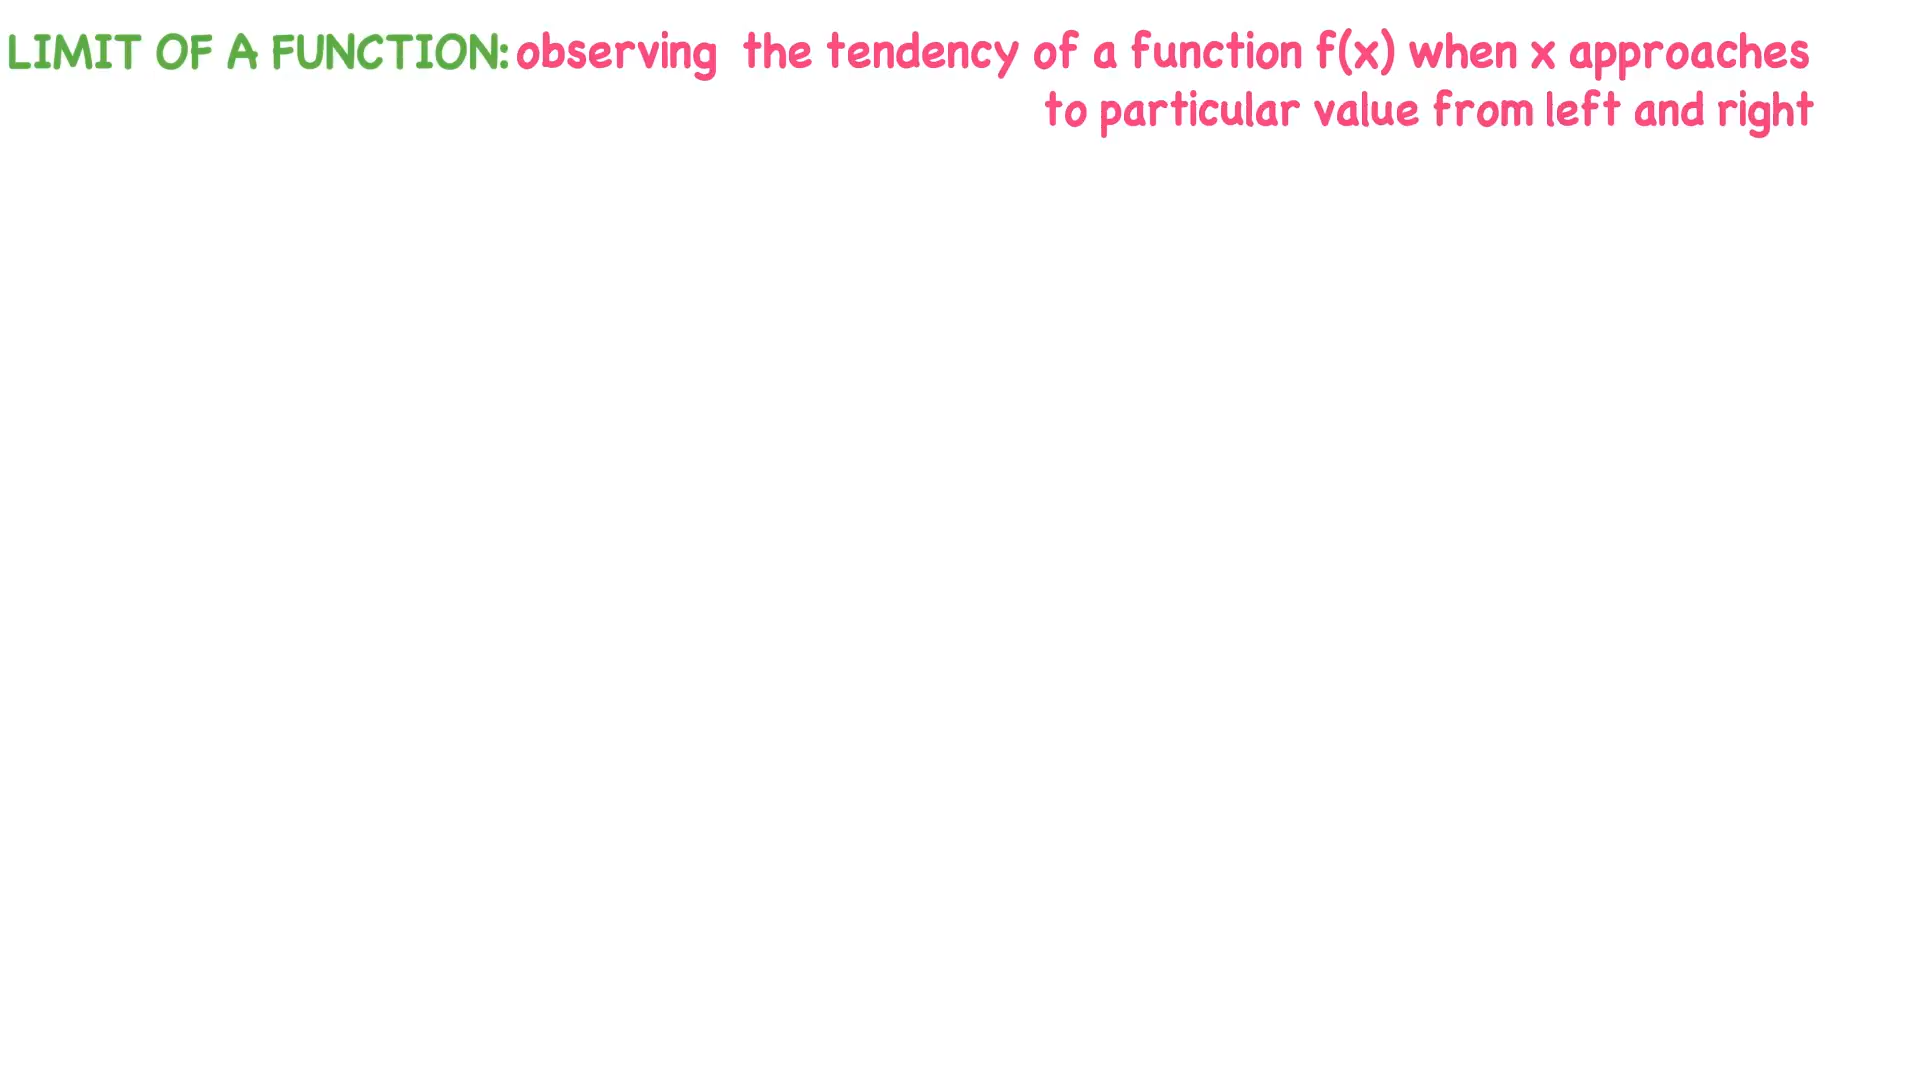 LIMIT OF A FUNCTION: observing the tendency of a function f(x) when x approaches
to particular value from left and right